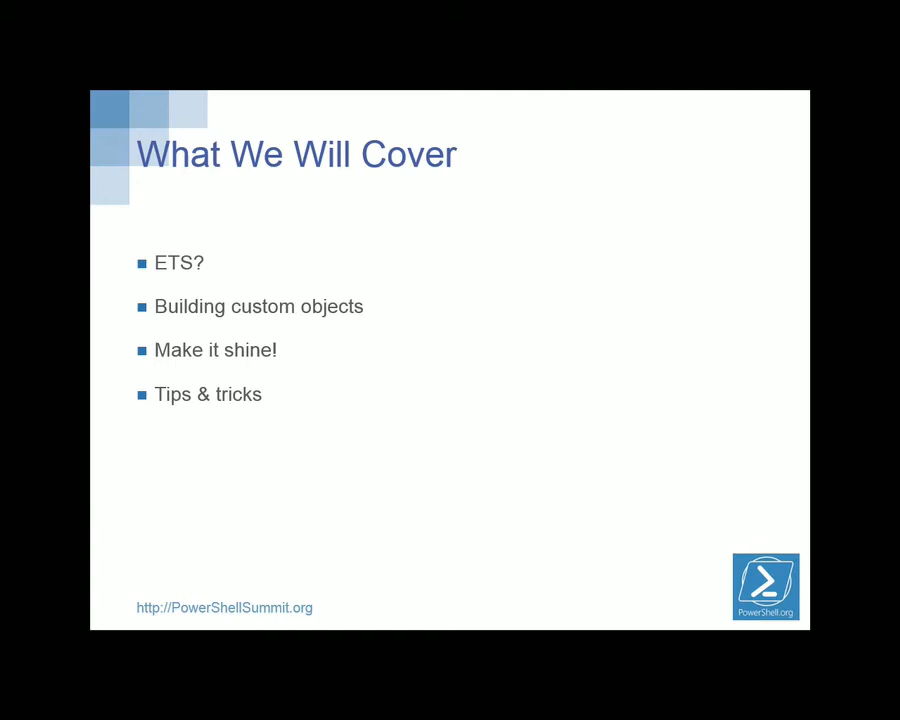 What We Will Cover
ETS?
Building custom objects
Make it shine!
Tips & tricks
http://PowerShellSummit.org
PowerShell.org